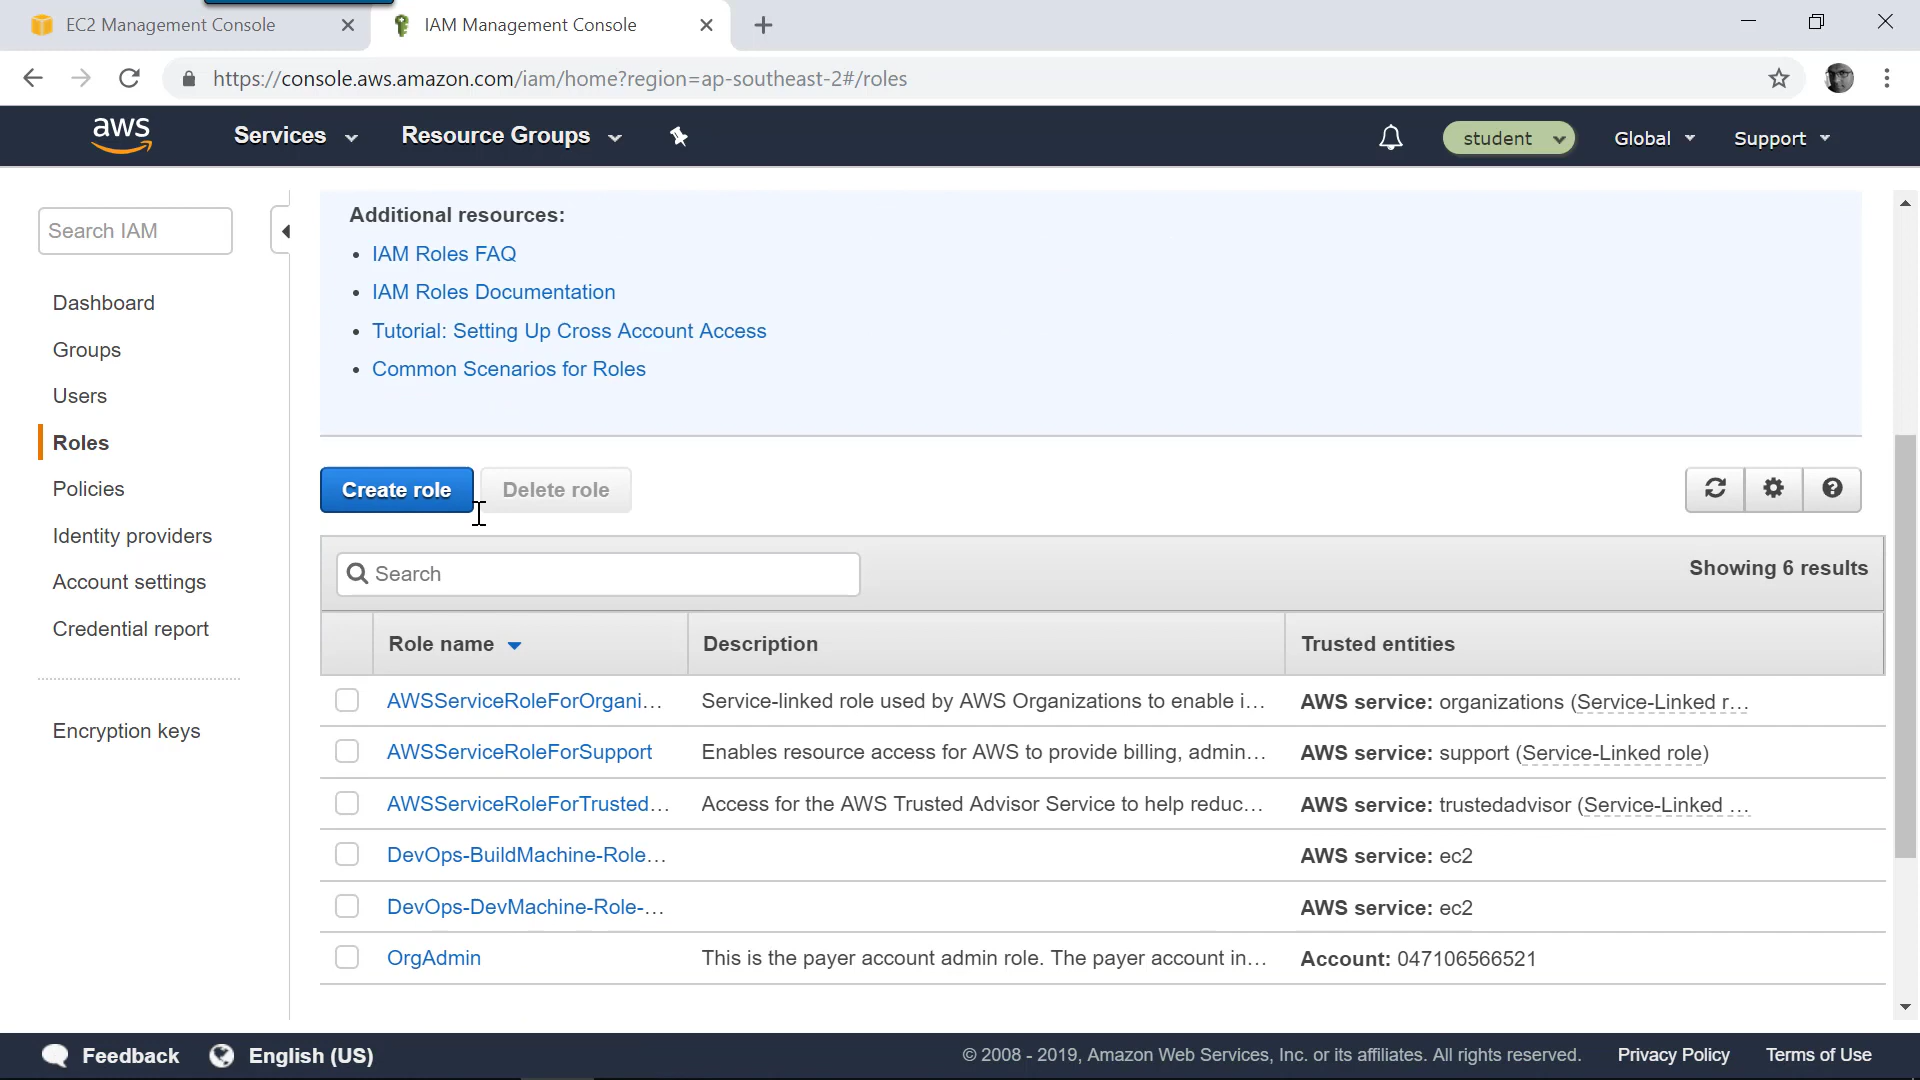 EC2 Management Console
IAM Management Console
https://console.aws.amazon.com/iam/home?region=ap-southeast-2#/roles
aws
Services
Resource Groups
student
Global
Support
Search IAM
Dashboard
Groups
Users
Roles
Policies
Identity providers
Account settings
Credential report
Encryption keys
Additional resources:
• IAM Roles FAQ
• IAM Roles Documentation
• Tutorial: Setting Up Cross Account Access
• Common Scenarios for Roles
Create role
Delete role
Search
Showing 6 results
Role name Description Trusted entities
AWSServiceRoleForOrgani... Service-linked role used by AWS Organizations to enable i... AWS service: organizations (Service-Linked r...
AWSServiceRoleForSupport Enables resource access for AWS to provide billing, admin... AWS service: support (Service-Linked role)
AWSServiceRoleForTrusted... Access for the AWS Trusted Advisor Service to help reduc... AWS service: trustedadvisor (Service-Linked ...
DevOps-BuildMachine-Role... AWS service: ec2
DevOps-DevMachine-Role-... AWS service: ec2
OrgAdmin This is the payer account admin role. The payer account in... Account: 047106566521
Feedback
English (US)
© 2008 - 2019, Amazon Web Services, Inc. or its affiliates. All rights reserved.
Privacy Policy
Terms of Use